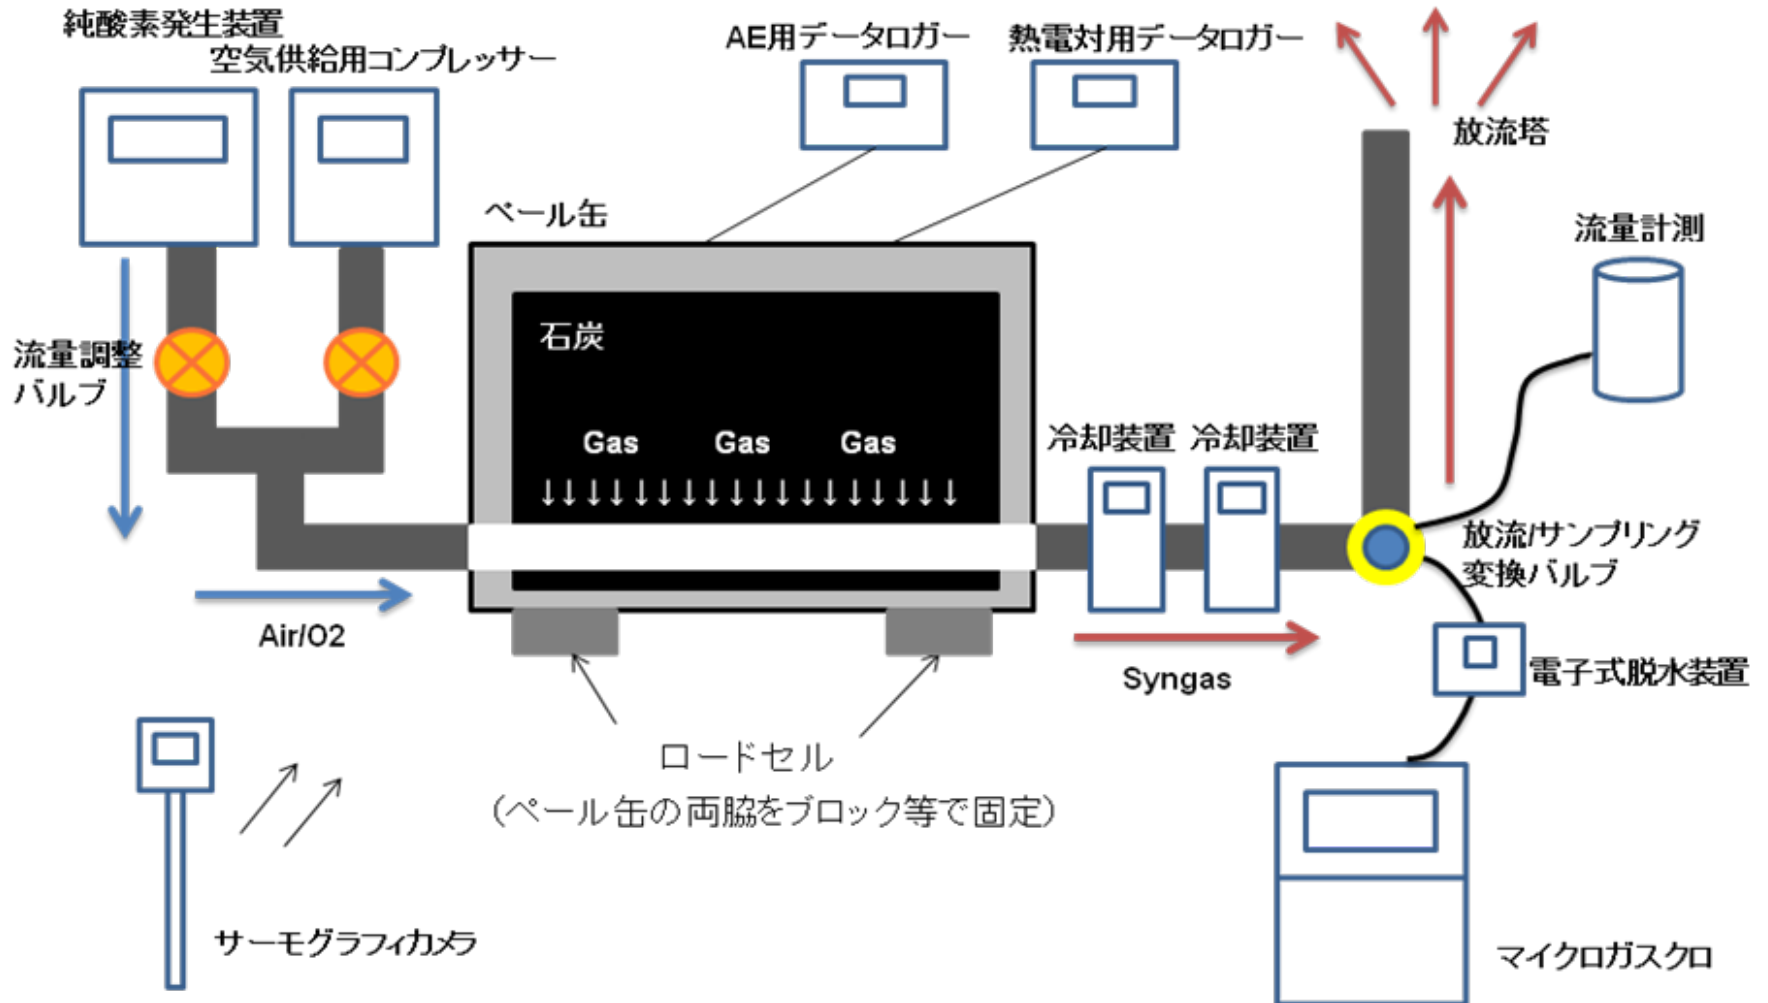 純酸素発生装置
空気供給用コンプレッサー
AE用データロガー
熱電対用データロガー
放流塔
ペール缶
流量計測
石炭
流量調整
バルブ
Gas Gas Gas
冷却装置 冷却装置
↓↓↓↓↓↓↓↓↓↓↓↓↓↓↓↓↓↓
放流/サンプリング
変換バルブ
Air/O2
Syngas
電子式脱水装置
ロードセル
（ペール缶の両脇をブロック等で固定）
サーモグラフィカメラ
マイクロガスクロ